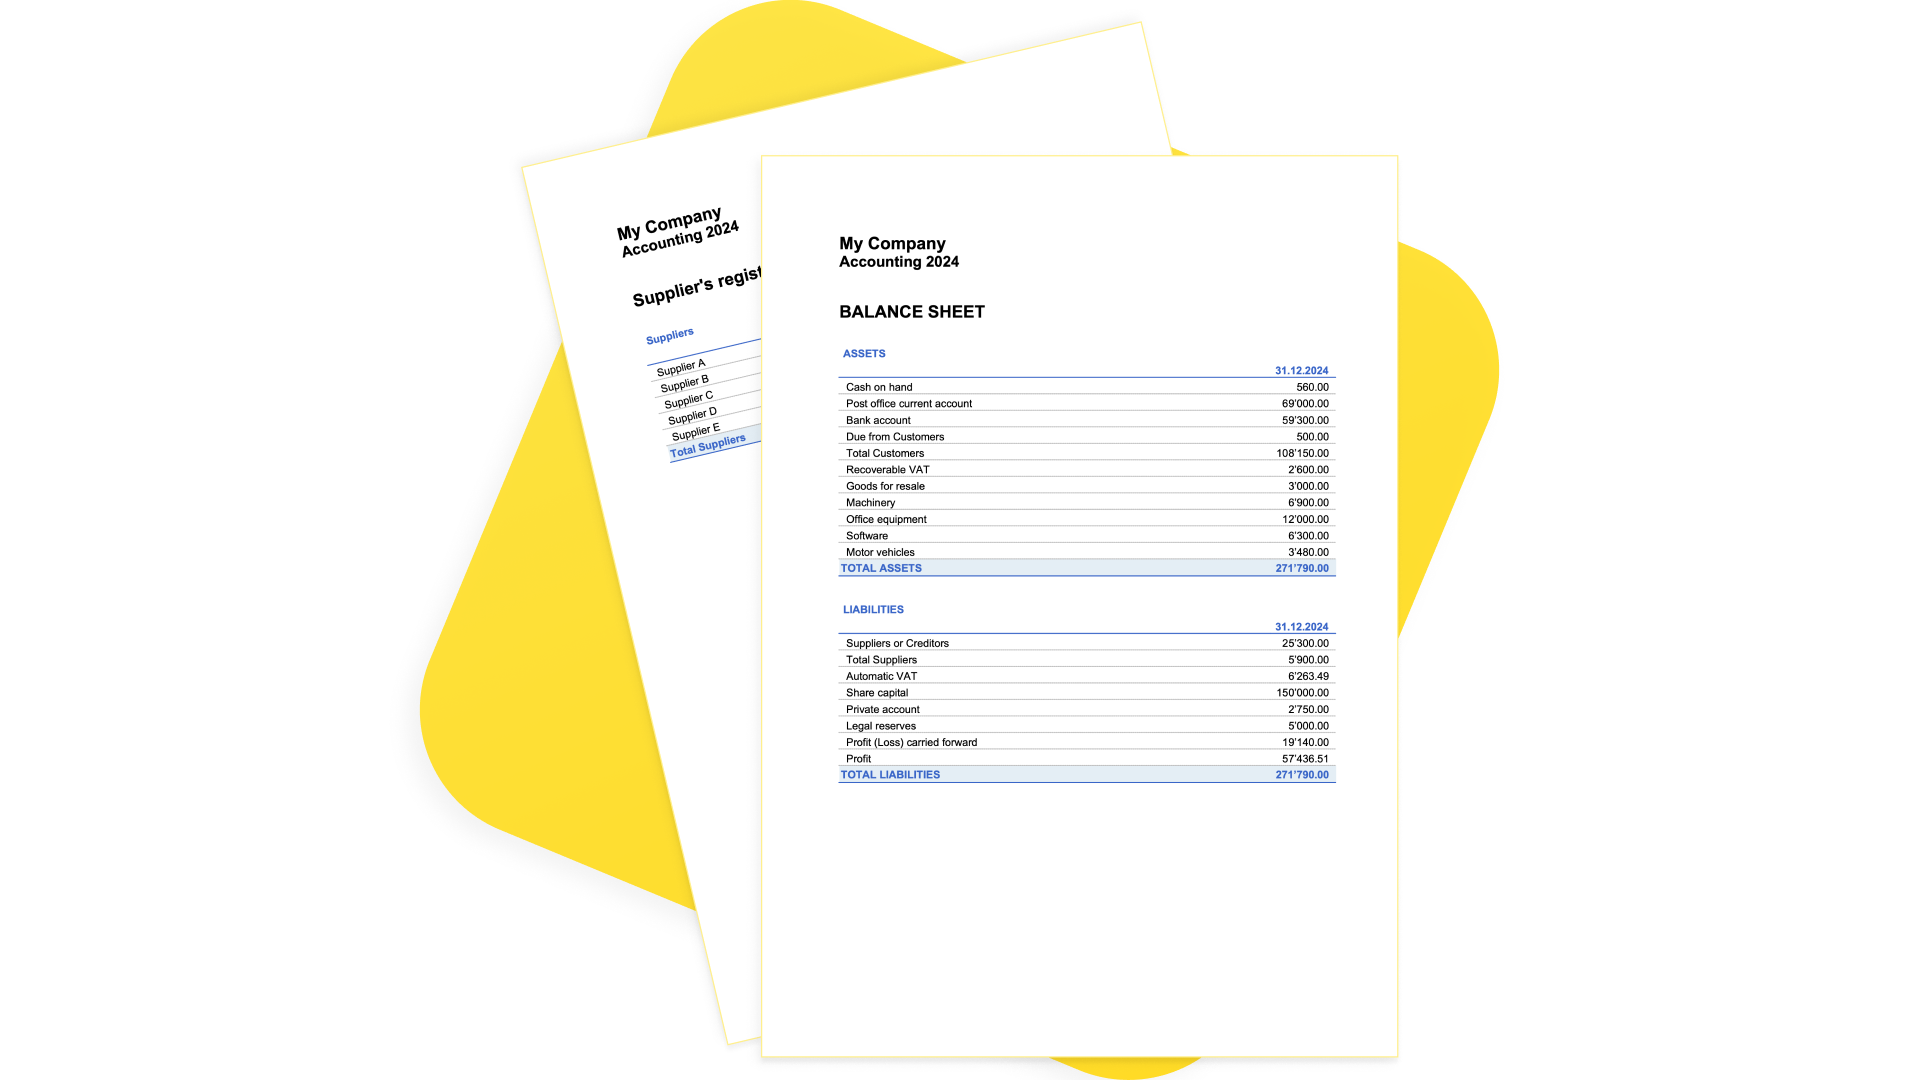 My Company
Accounting 2024
Supplier's regist
Suppliers
Supplier A
Supplier B
Supplier C
Supplier D
Supplier E
Total Suppliers
My Company
Accounting 2024
BALANCE SHEET
ASSETS
31.12.2024
Cash on hand 560.00
Post office current account 69'000.00
Bank account 59'300.00
Due from Customers 500.00
Total Customers 108'150.00
Recoverable VAT 2'600.00
Goods for resale 3'000.00
Machinery 6'900.00
Office equipment 12'000.00
Software 6'300.00
Motor vehicles 3'480.00
TOTAL ASSETS 271'790.00
LIABILITIES
31.12.2024
Suppliers or Creditors 25'300.00
Total Suppliers 5'900.00
Automatic VAT 6'263.49
Share capital 150'000.00
Private account 2'750.00
Legal reserves 5'000.00
Profit (Loss) carried forward 19'140.00
Profit 57'436.51
TOTAL LIABILITIES 271'790.00